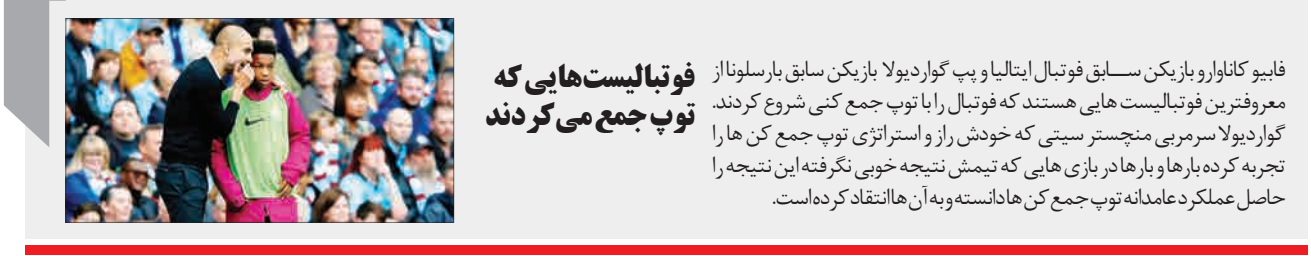 فوتبالیست‌هایی که
توپ جمع می کردند
فابیو کاناوارو بازیکن ســابق فوتبال ایتالیا و پپ گواردیولا بازیکن سابق بارسلونا از
معروفترین فوتبالیست هایی هستند که فوتبال را با توپ جمع کنی شروع کردند.
گواردیولا سرمربی منچستر سیتی که خودش راز و استراتژی توپ جمع کن ها را
تجربه کرده بارها و بارها در بازی هایی که تیمش نتیجه خوبی نگرفته این نتیجه را
حاصل عملکرد عامدانه توپ جمع کن ها دانسته و به آن ها انتقاد کرده است.